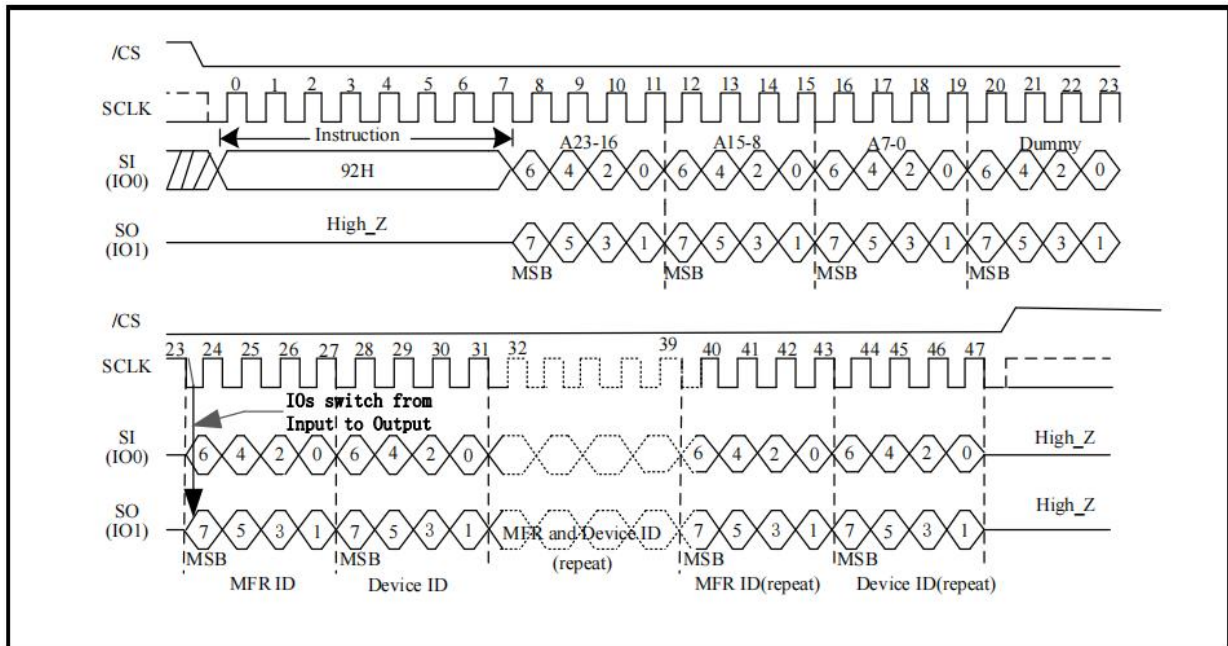 /CS
0 1 2 3 4 5 6 7 8 9 10 11 12 13 14 15 16 17 18 19 20 21 22 23
SCLK
Instruction A23-16 A15-8 A7-0 Dummy
SI
(IO0)
92H 6 4 2 0 6 4 2 0 6 4 2 0 6 4 2 0
SO
(IO1)
High_Z 7 5 3 1 7 5 3 1 7 5 3 1 7 5 3 1
MSB MSB MSB MSB
/CS
23 24 25 26 27 28 29 30 31 32 39 40 41 42 43 44 45 46 47
SCLK
IOs switch from
Input to Output
SI
(IO0)
6 4 2 0 6 4 2 0 6 4 2 0 6 4 2 0 High_Z
SO
(IO1)
7 5 3 1 7 5 3 1 MFR and Device ID 7 5 3 1 7 5 3 1 High_Z
MSB MSB (repeat) MSB MSB
MFR ID Device ID MFR ID(repeat) Device ID(repeat)